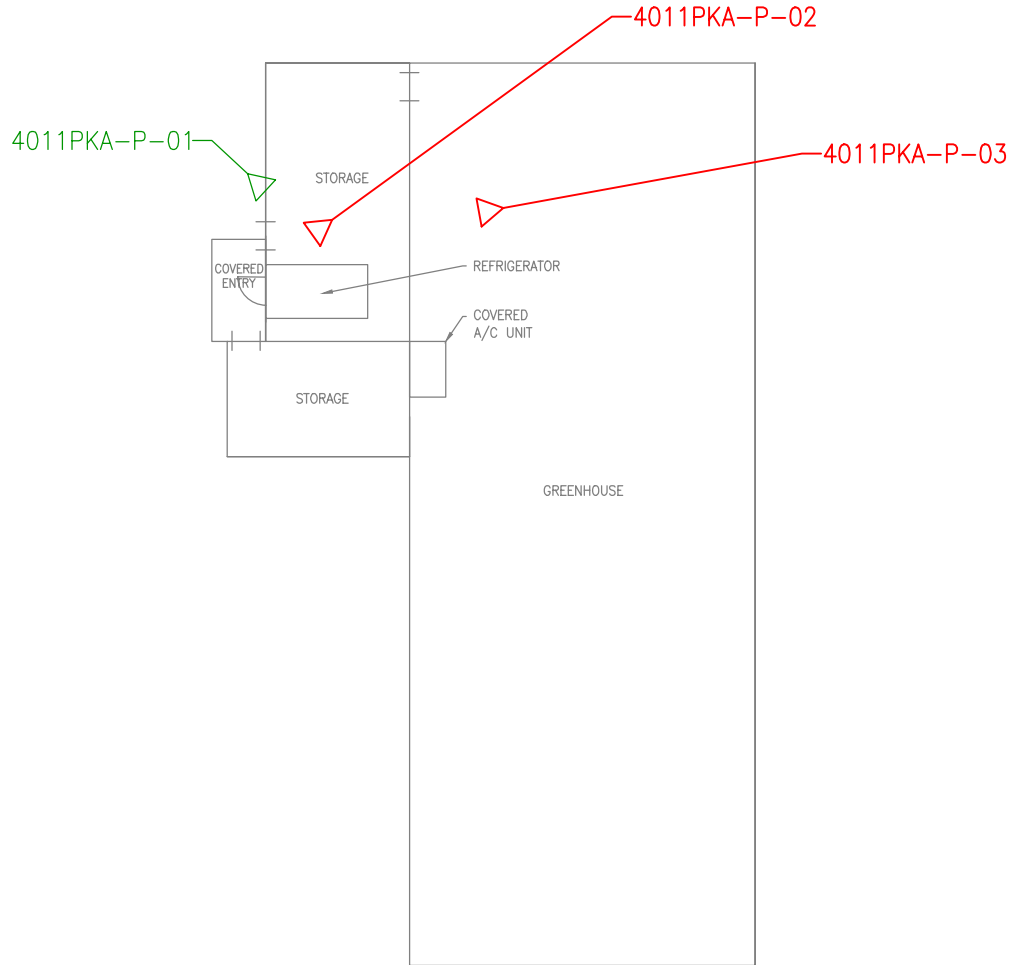 4011PKA-P-02
4011PKA-P-01
4011PKA-P-03
STORAGE
COVERED
ENTRY
REFRIGERATOR
COVERED
A/C UNIT
STORAGE
GREENHOUSE